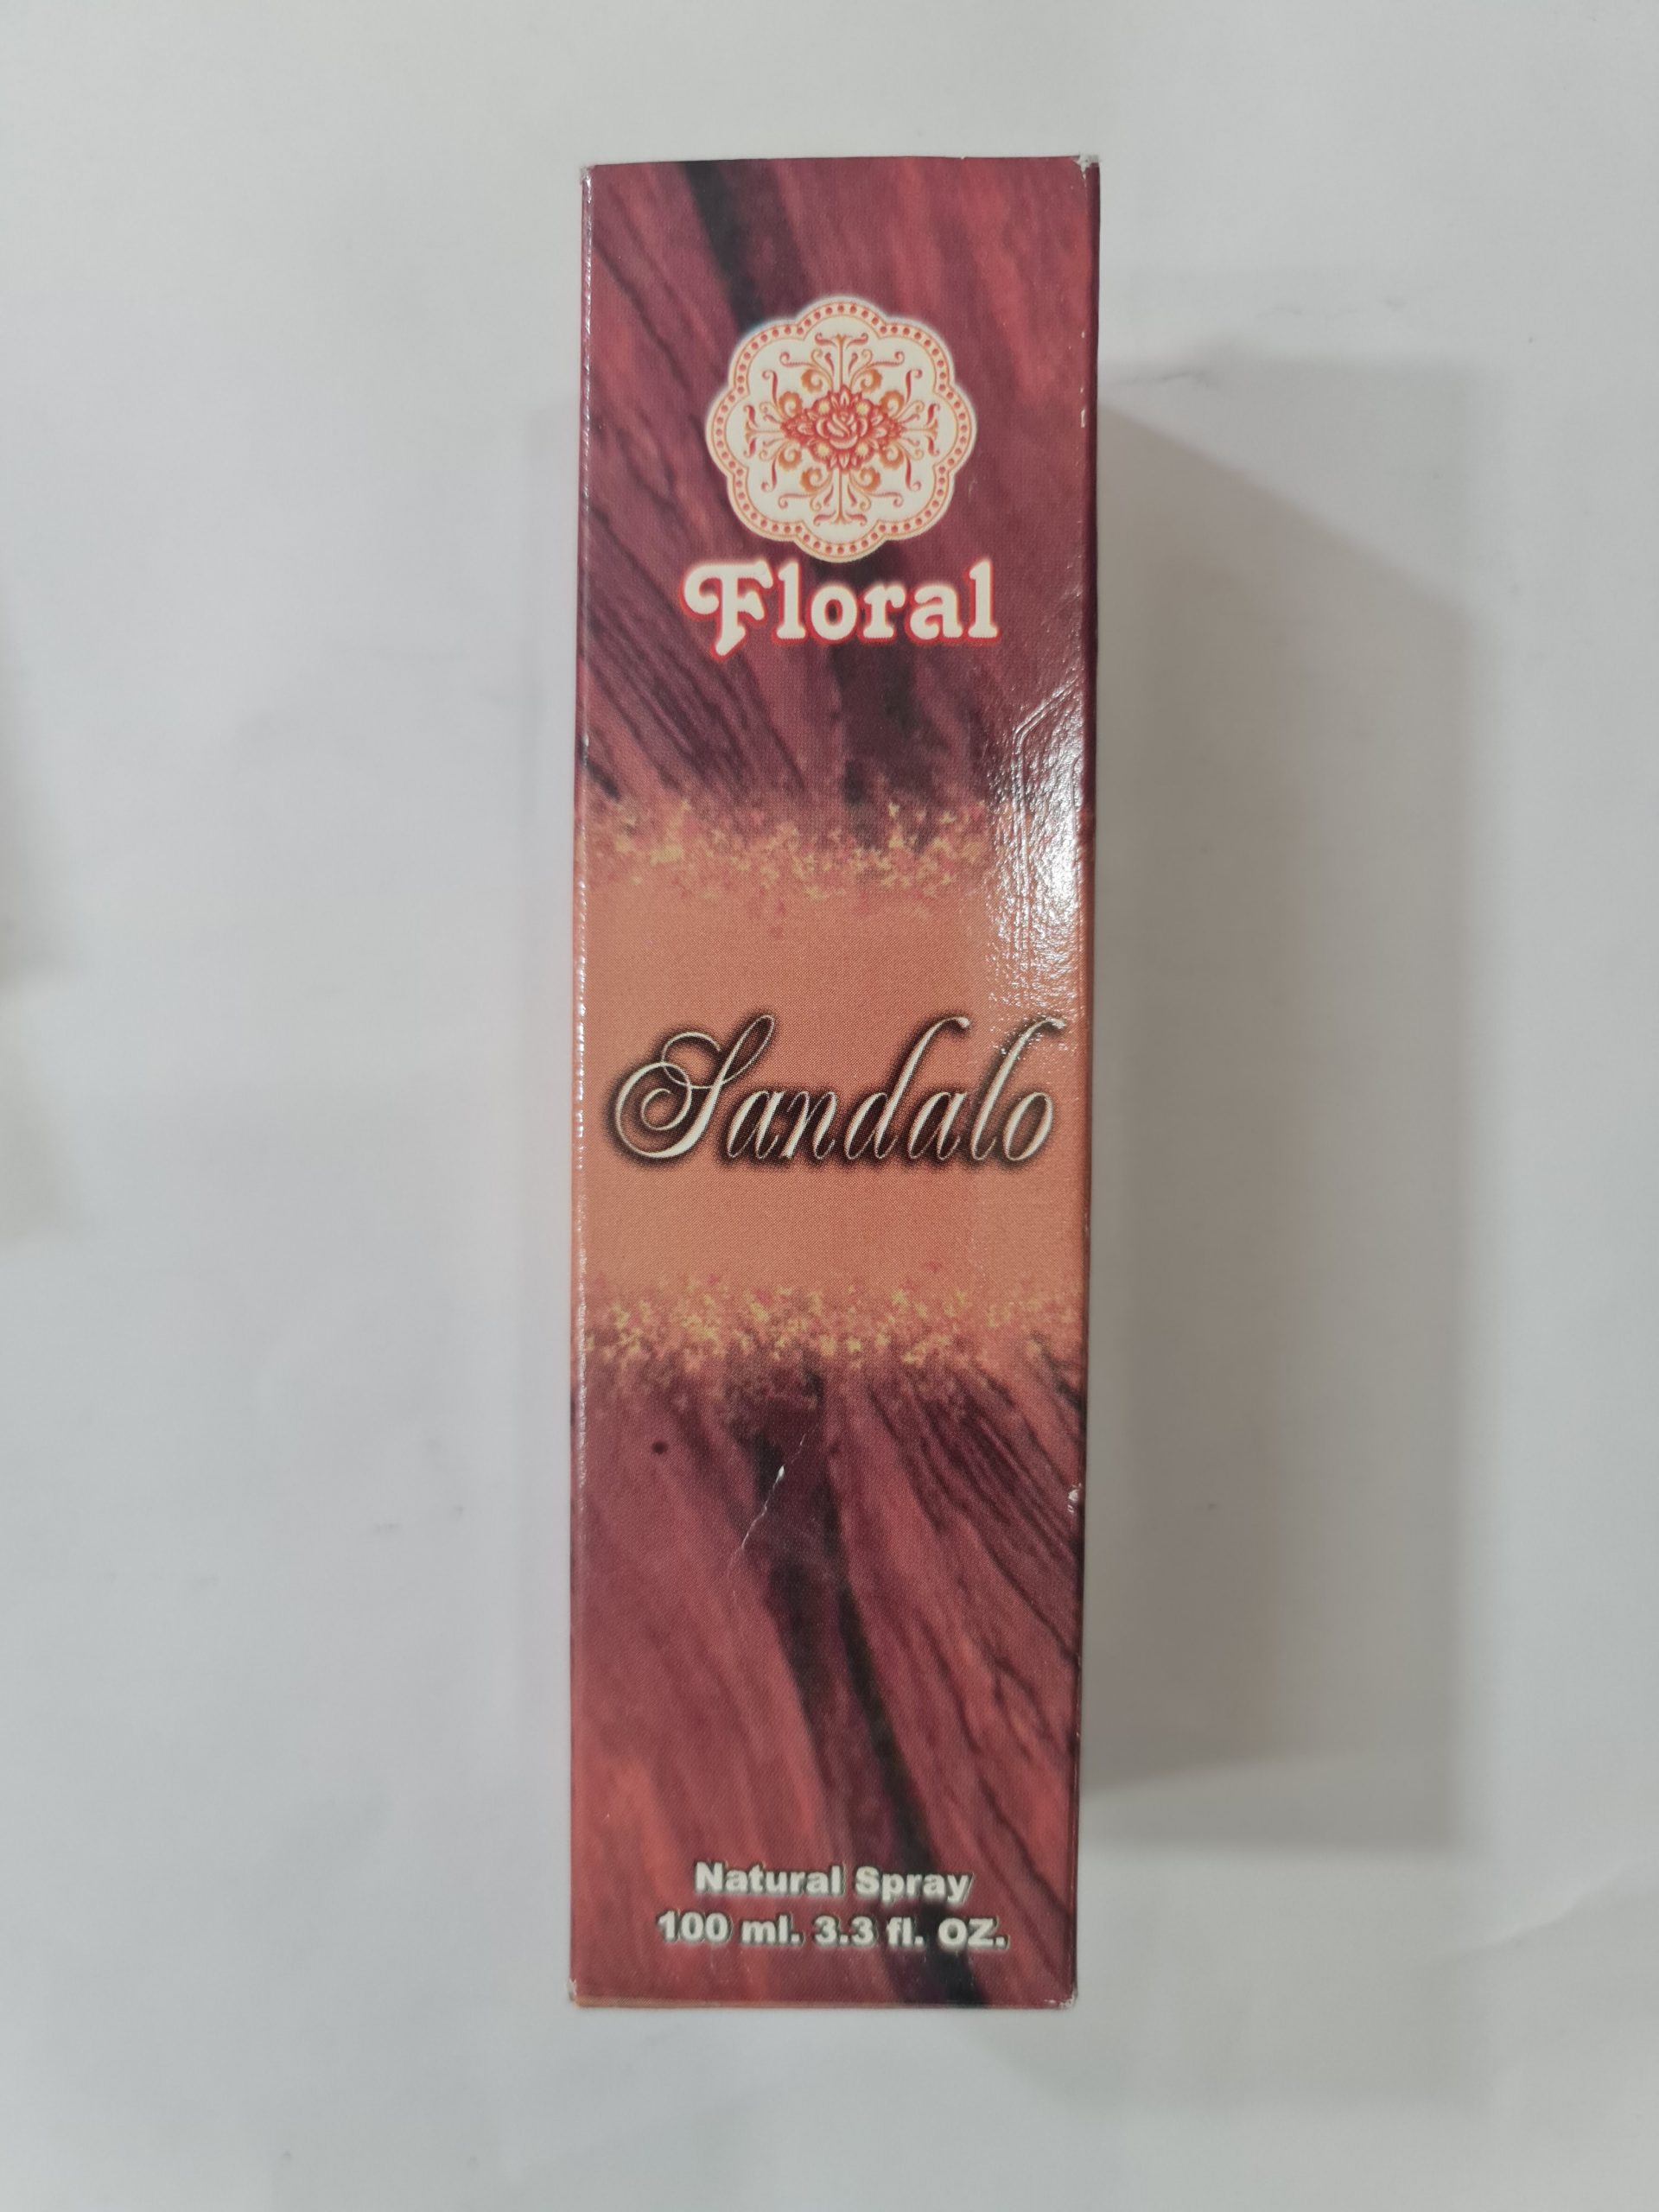 Floral
Sandalo
Natural Spray
100 ml. 3.3 fl. OZ.